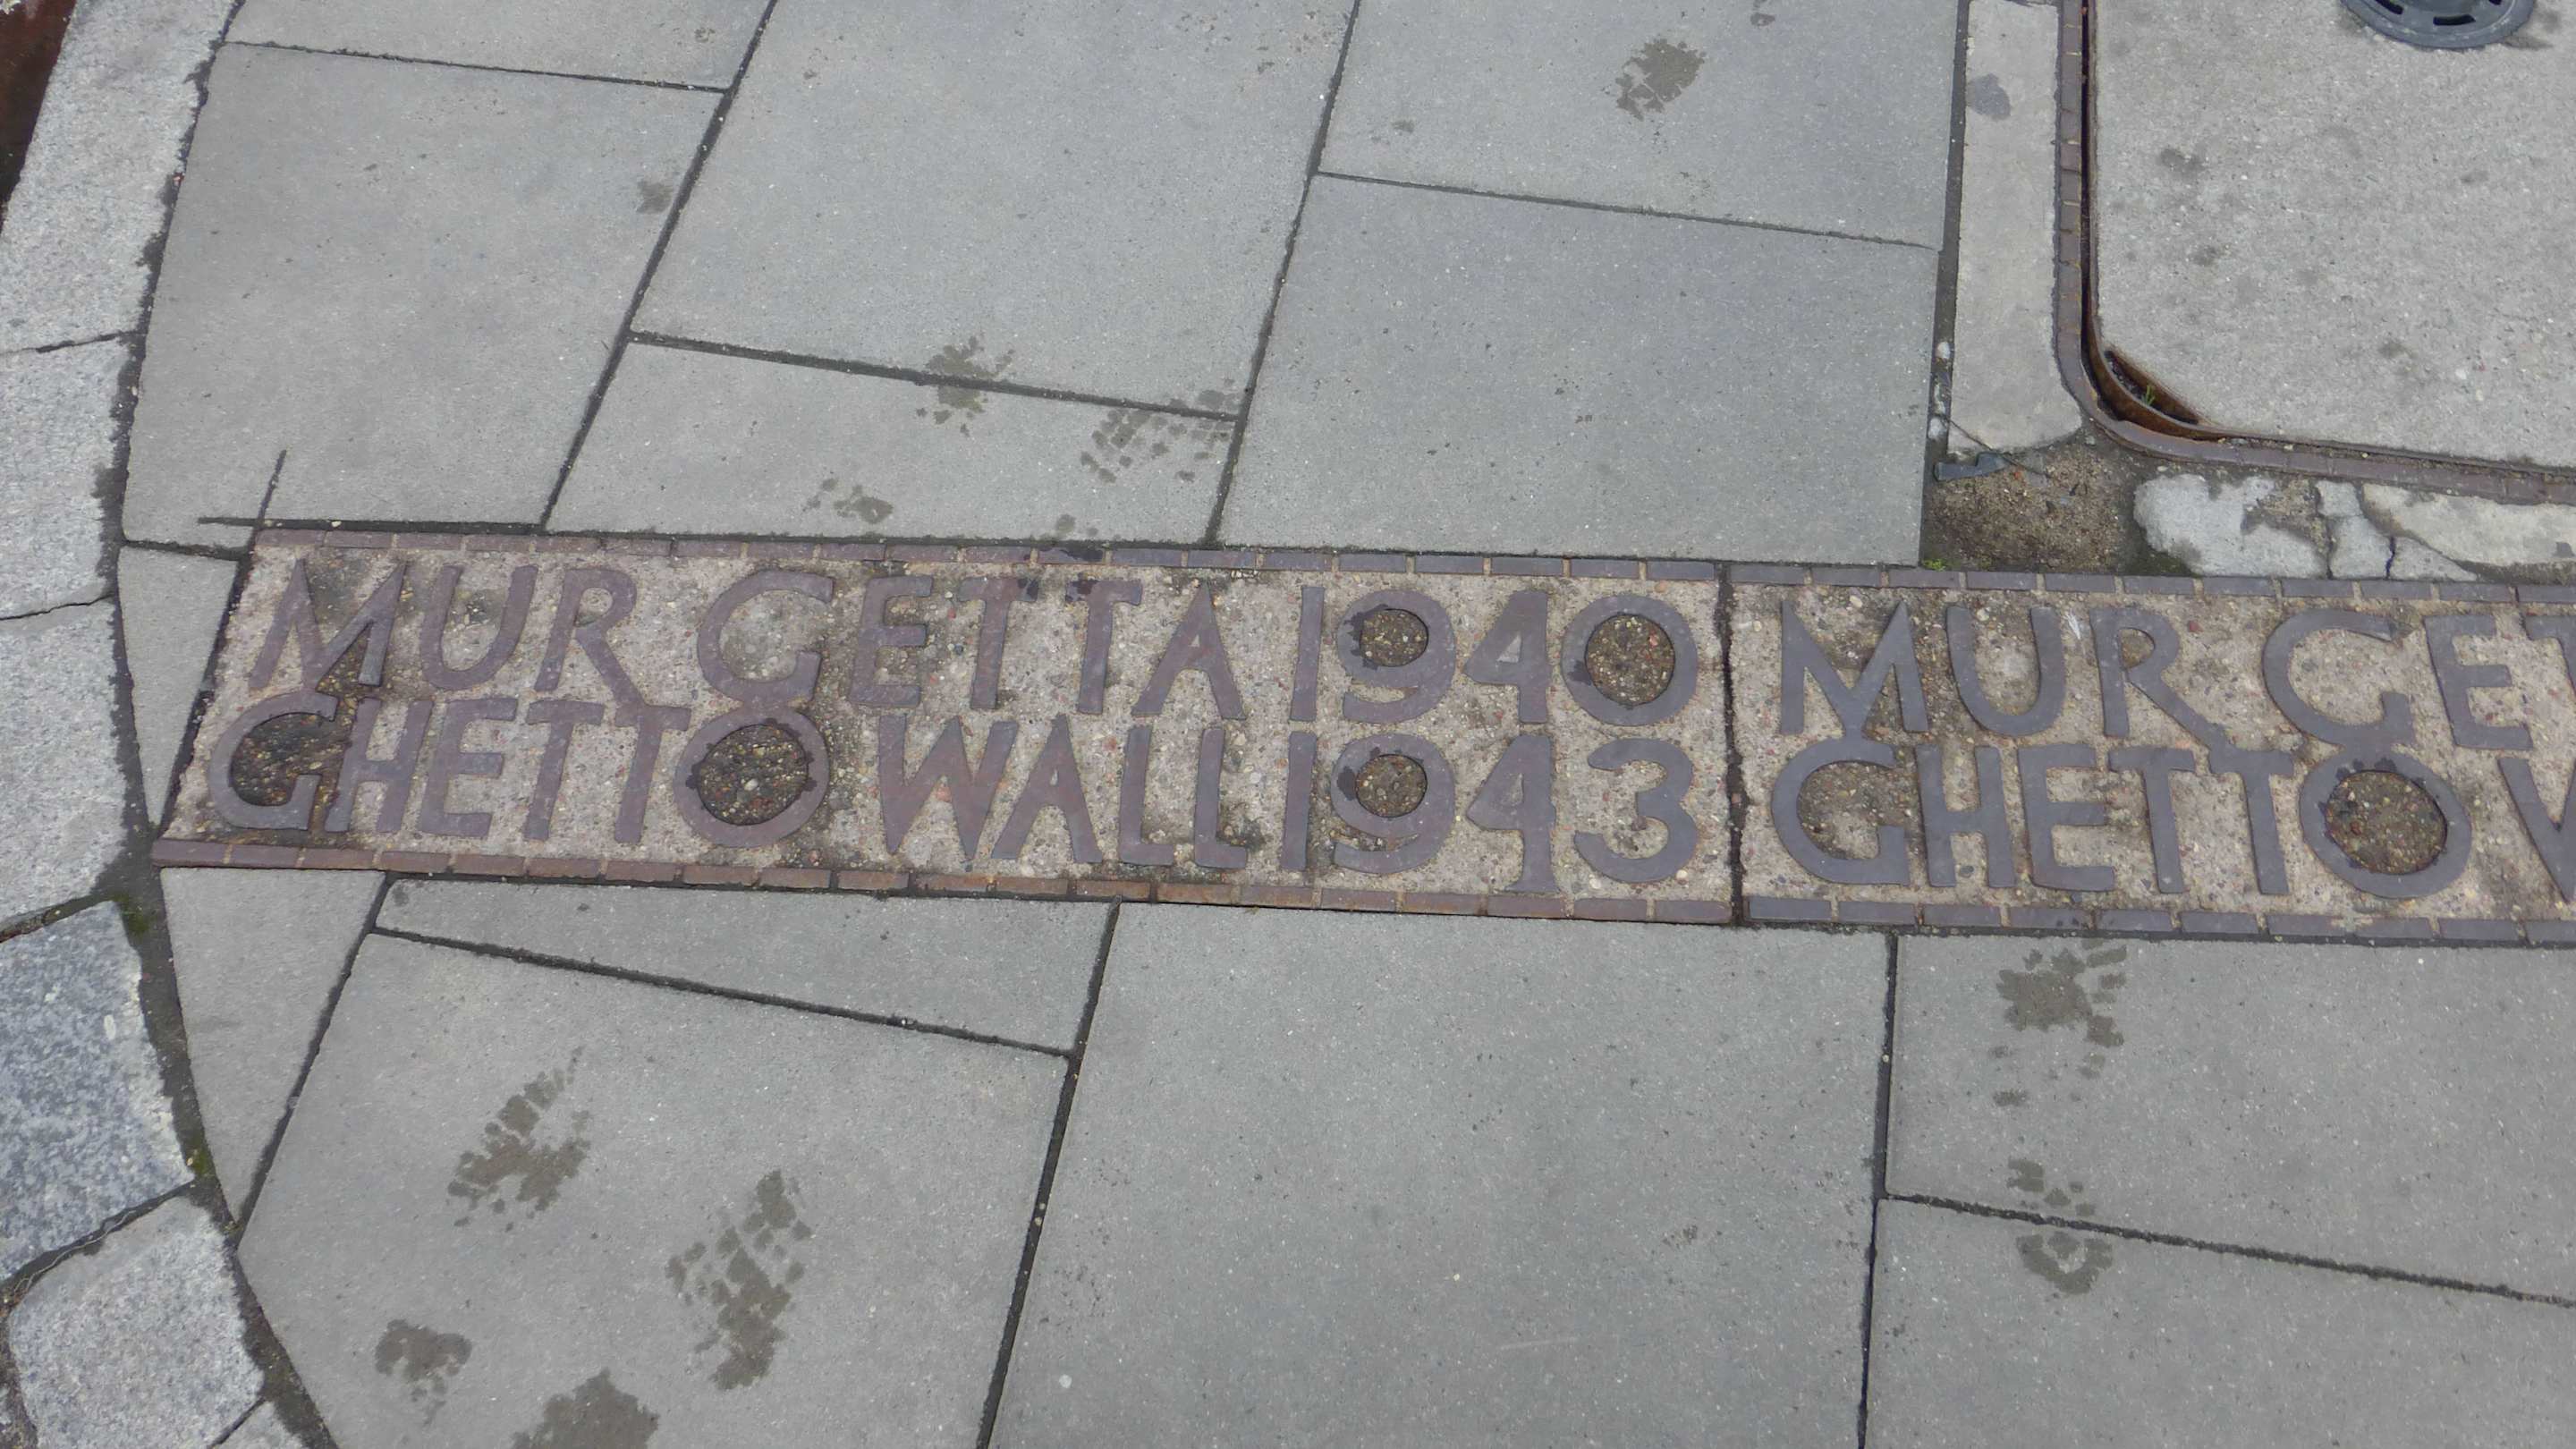 MUR GETTA 1940
GHETTO WALL 1943
MUR GET
GHETTO W